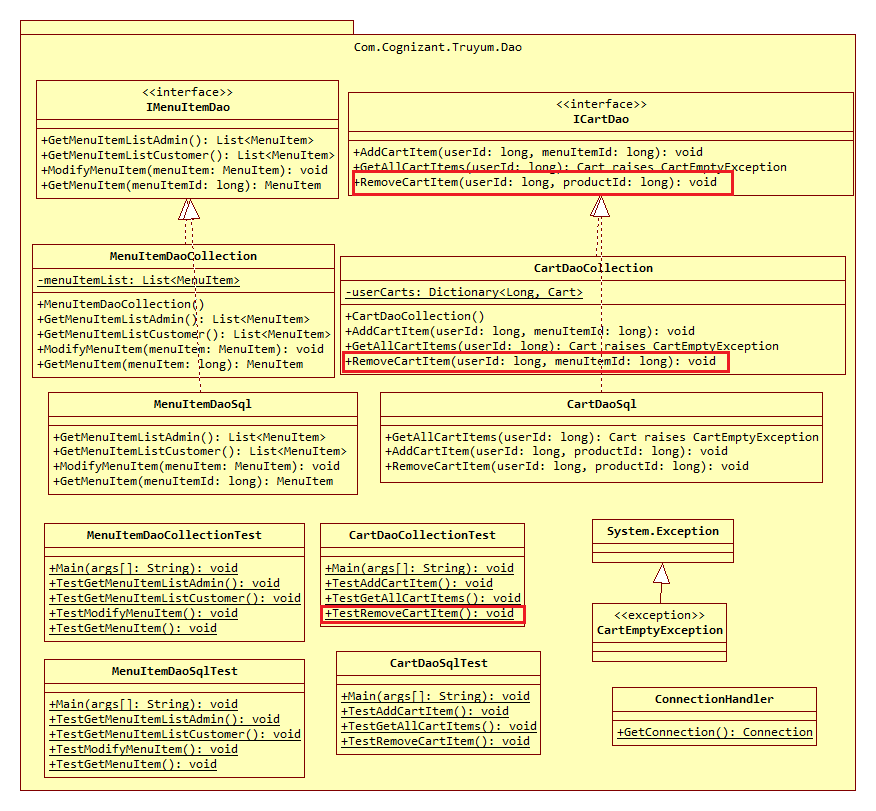 Com.Cognizant.Truyum.Dao
<<interface>>
IMenuItemDao
+GetMenuItemListAdmin(): List<MenuItem>
+GetMenuItemListCustomer(): List<MenuItem>
+ModifyMenuItem(menuItem: MenuItem): void
+GetMenuItem(menuItemId: long): MenuItem
<<interface>>
ICartDao
+AddCartItem(userId: long, menuItemId: long): void
+GetAllCartItems(userId: long): Cart raises CartEmptyException
+RemoveCartItem(userId: long, productId: long): void
MenuItemDaoCollection
-menuItemList: List<MenuItem>
+MenuItemDaoCollection()
+GetMenuItemListAdmin(): List<MenuItem>
+GetMenuItemListCustomer(): List<MenuItem>
+ModifyMenuItem(menuItem: MenuItem): void
+GetMenuItem(menuItem: long): MenuItem
CartDaoCollection
-userCarts: Dictionary<Long, Cart>
+CartDaoCollection()
+AddCartItem(userId: long, menuItemId: long): void
+GetAllCartItems(userId: long): Cart raises CartEmptyException
+RemoveCartItem(userId: long, menuItemId: long): void
MenuItemDaoSql
+GetMenuItemListAdmin(): List<MenuItem>
+GetMenuItemListCustomer(): List<MenuItem>
+ModifyMenuItem(menuItem: MenuItem): void
+GetMenuItem(menuItemId: long): MenuItem
CartDaoSql
+GetAllCartItems(userId: long): Cart raises CartEmptyException
+AddCartItem(userId: long, productId: long): void
+RemoveCartItem(userId: long, productId: long): void
MenuItemDaoCollectionTest
+Main(args[]: String): void
+TestGetMenuItemListAdmin(): void
+TestGetMenuItemListCustomer(): void
+TestModifyMenuItem(): void
+TestGetMenuItem(): void
CartDaoCollectionTest
+Main(args[]: String): void
+TestAddCartItem(): void
+TestGetAllCartItems(): void
+TestRemoveCartItem(): void
System.Exception
<<exception>>
CartEmptyException
MenuItemDaoSqlTest
+Main(args[]: String): void
+TestGetMenuItemListAdmin(): void
+TestGetMenuItemListCustomer(): void
+TestModifyMenuItem(): void
+TestGetMenuItem(): void
CartDaoSqlTest
+Main(args[]: String): void
+TestAddCartItem(): void
+TestGetAllCartItems(): void
+TestRemoveCartItem(): void
ConnectionHandler
+GetConnection(): Connection